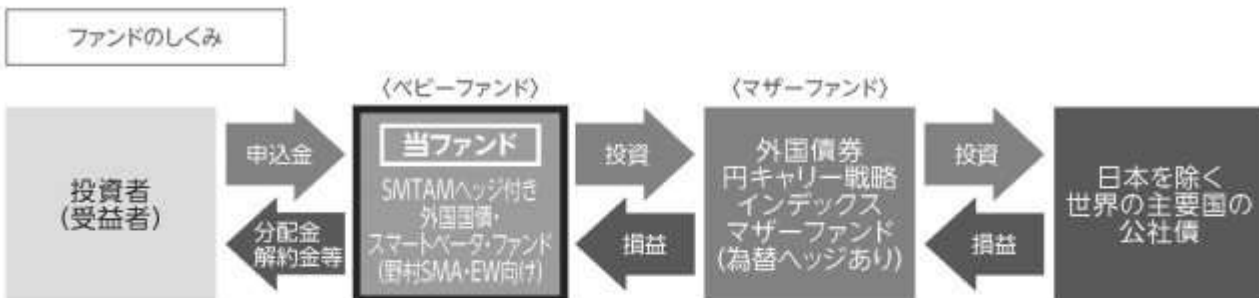 ファンドのしくみ
〈ベビーファンド〉
〈マザーファンド〉
投資者
(受益者)
申込金
分配金
解約金等
当ファンド
SMTAMヘッジ付き
外国国債・
スマートベータ・ファンド
(野村SMA・EW向け)
投資
損益
外国債券
円キャリー戦略
インデックス
マザーファンド
(為替ヘッジあり)
投資
損益
日本を除く
世界の主要国の
公社債